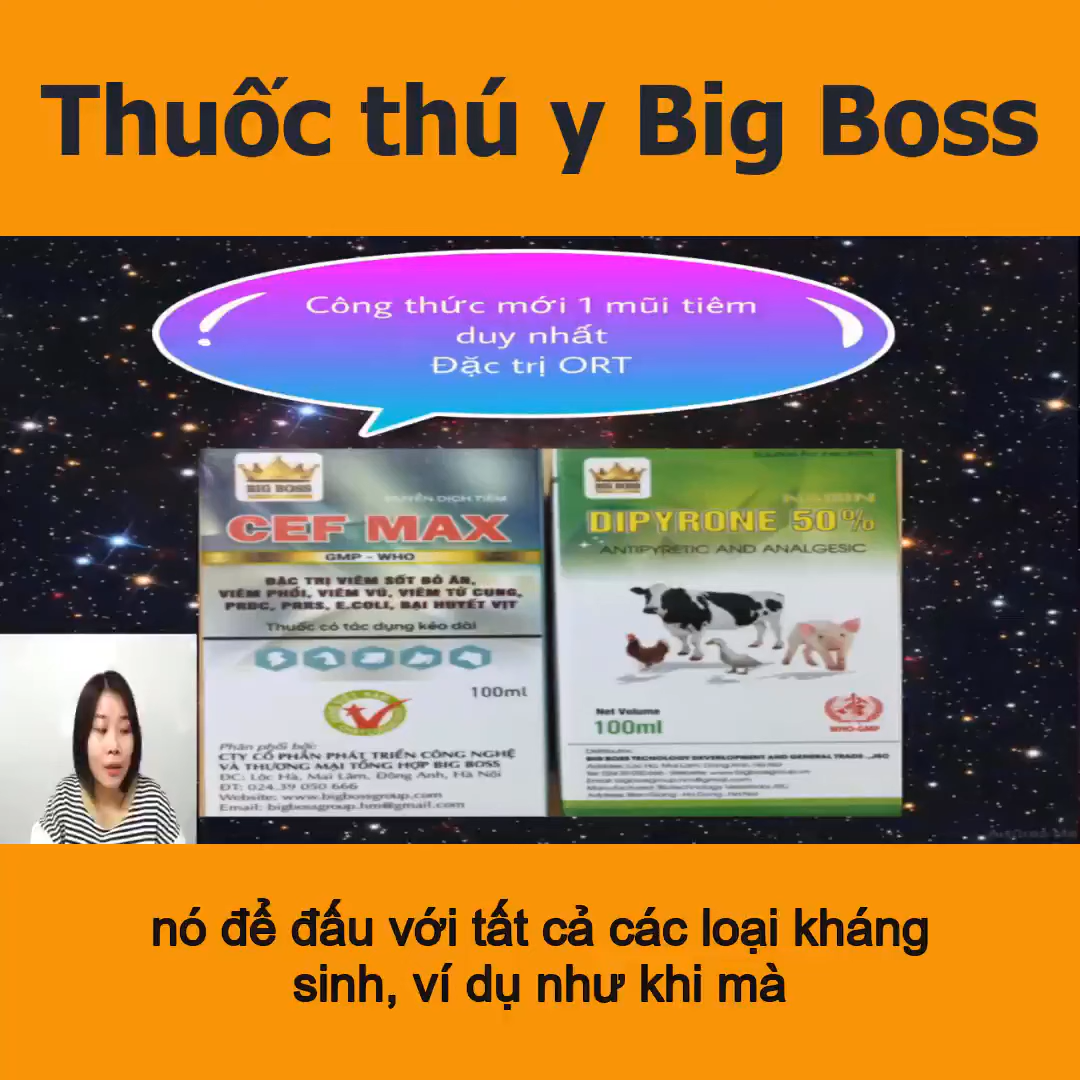 Thuốc thú y Big Boss
Công thức mới 1 mũi tiêm
duy nhất
Đặc trị ORT
BIG BOSS
DUNG DỊCH TIÊM
CEF MAX
GMP - WHO
ĐẶC TRỊ VIÊM SỐT BỎ ĂN,
VIÊM PHỔI, VIÊM VÚ, VIÊM TỬ CUNG,
PRDC, PRRS, E.COLI, BẠI HUYẾT VỊT
Thuốc có tác dụng kéo dài
100ml
Phân phối bởi:
CTY CỔ PHẦN PHÁT TRIỂN CÔNG NGHỆ
VÀ THƯƠNG MẠI TỔNG HỢP BIG BOSS
ĐC: Lộc Hà, Mai Lâm, Đông Anh, Hà Nội
ĐT: 024.39 050 666
Website: www.bigbossgroup.com
Email: bigbossgroup.hm@gmail.com
BIG BOSS
DIPYRONE 50%
ANTIPYRETIC AND ANALGESIC
Net Volume
100ml
WHO-GMP
nó để đấu với tất cả các loại kháng
sinh, ví dụ như khi mà